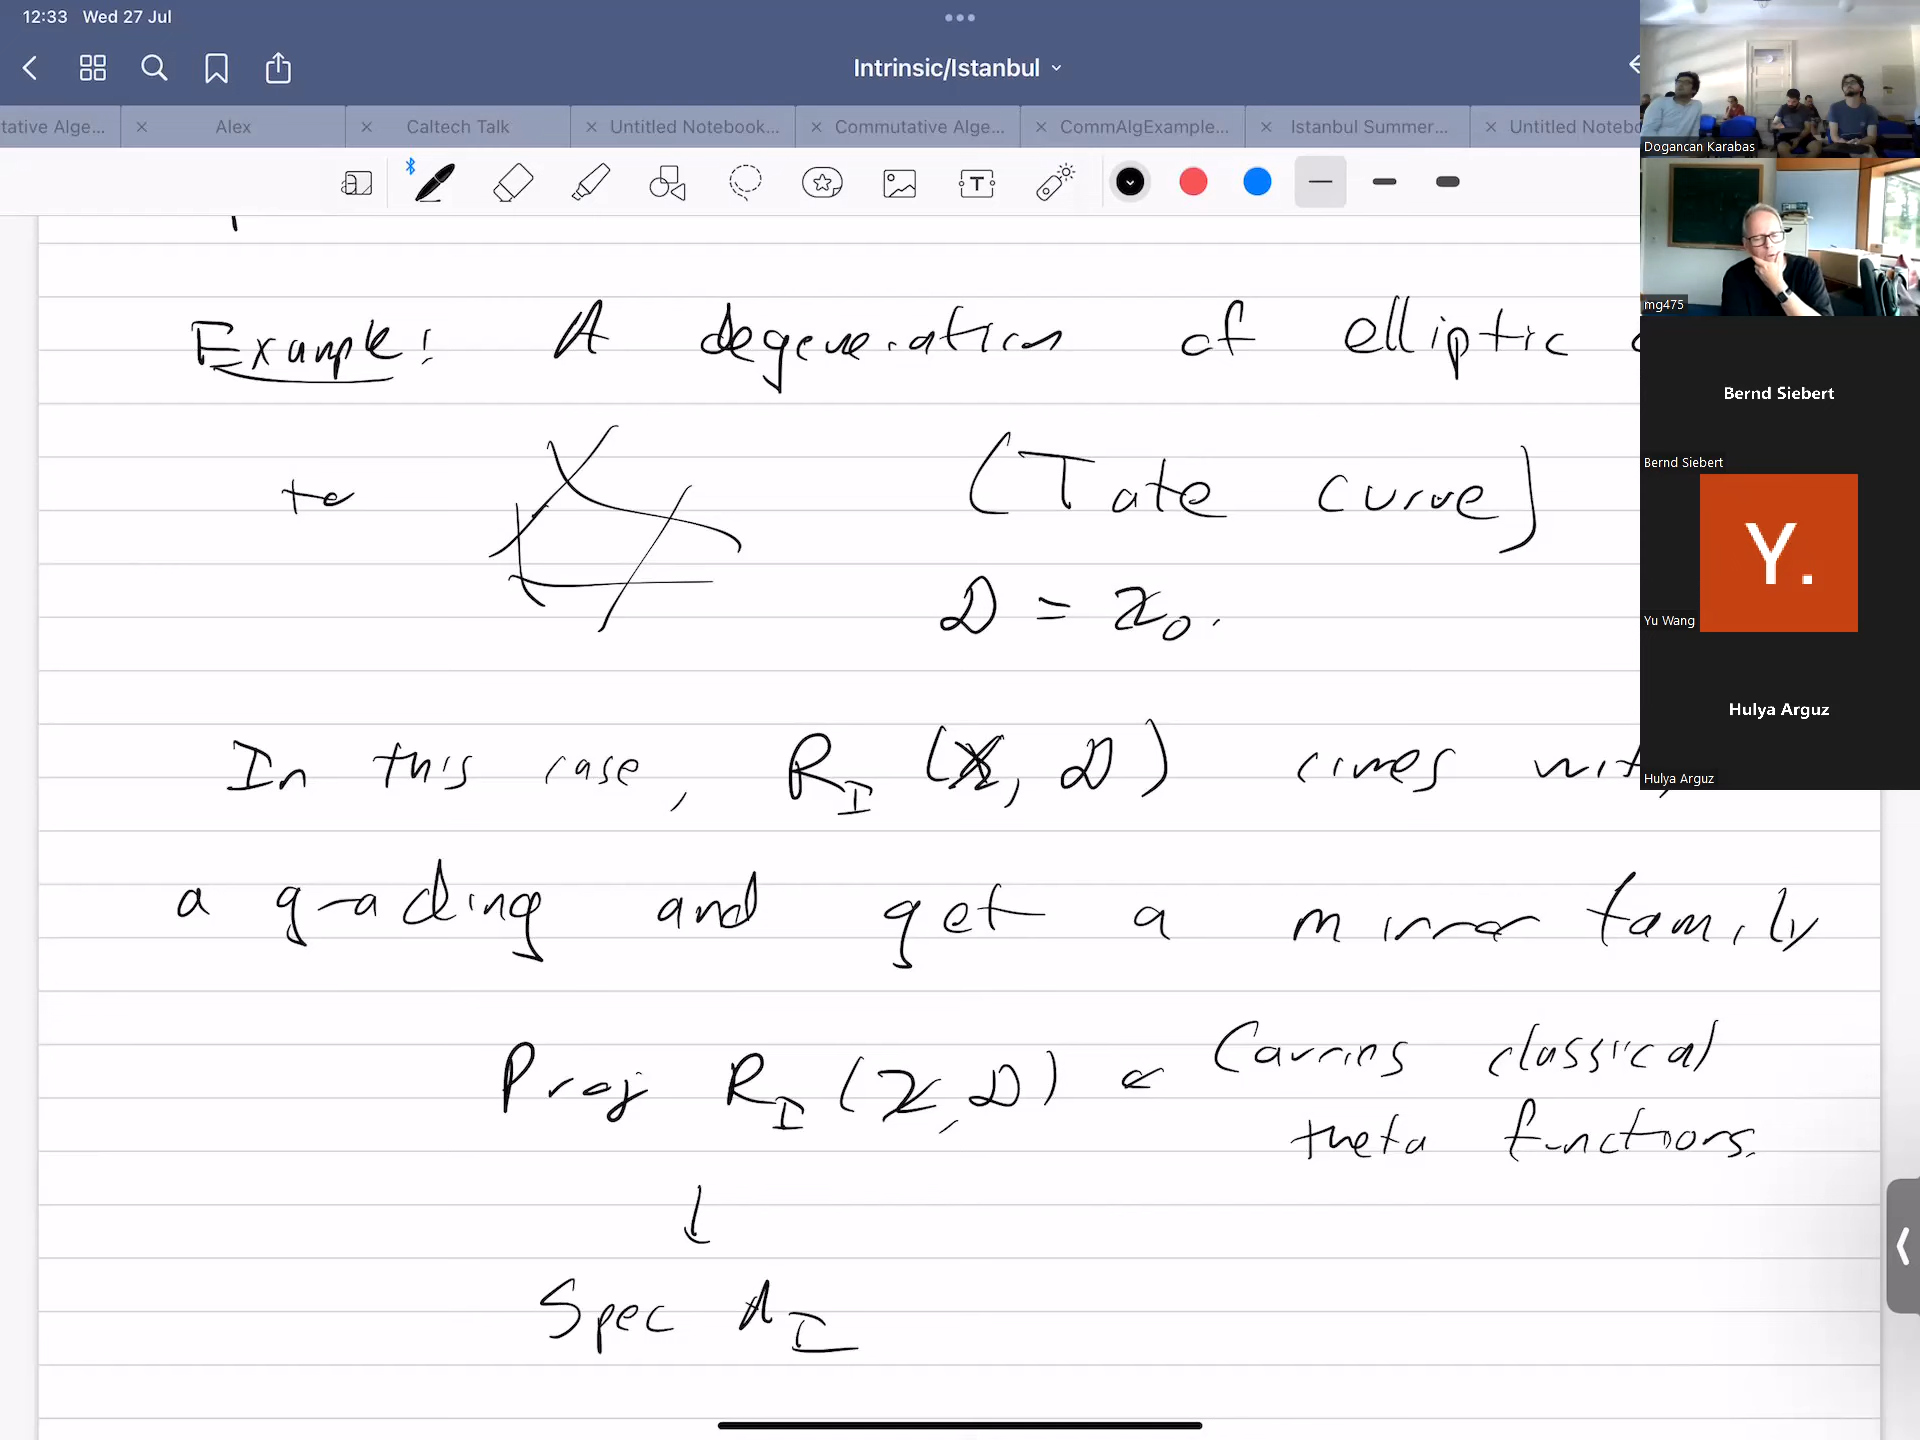 12:33 Wed 27 Jul
Intrinsic/Istanbul
tative Alge...
Alex
Caltech Talk
Untitled Notebook...
Commutative Alge...
CommAlgExample...
Istanbul Summer...
Untitled Notebo
Dogancan Karabas
mg475
Bernd Siebert
Bernd Siebert
Y.
Yu Wang
Hulya Arguz
Hulya Arguz
Example: A degeneration of elliptic
to (Tate curve)
D = X₀.
In this case, R_I (X, D) comes wit
a grading and get a mirror family
Proj R_I (X, D) ← Carries classical
theta functions.
↓
Spec A_I